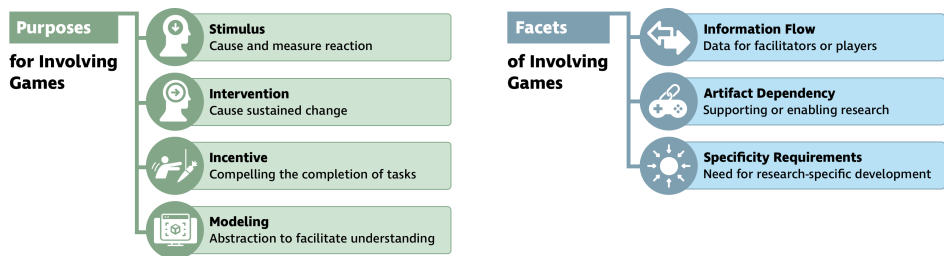 Purposes
for Involving
Games
Stimulus
Cause and measure reaction
Intervention
Cause sustained change
Incentive
Compelling the completion of tasks
Modeling
Abstraction to facilitate understanding
Facets
of Involving
Games
Information Flow
Data for facilitators or players
Artifact Dependency
Supporting or enabling research
Specificity Requirements
Need for research-specific development